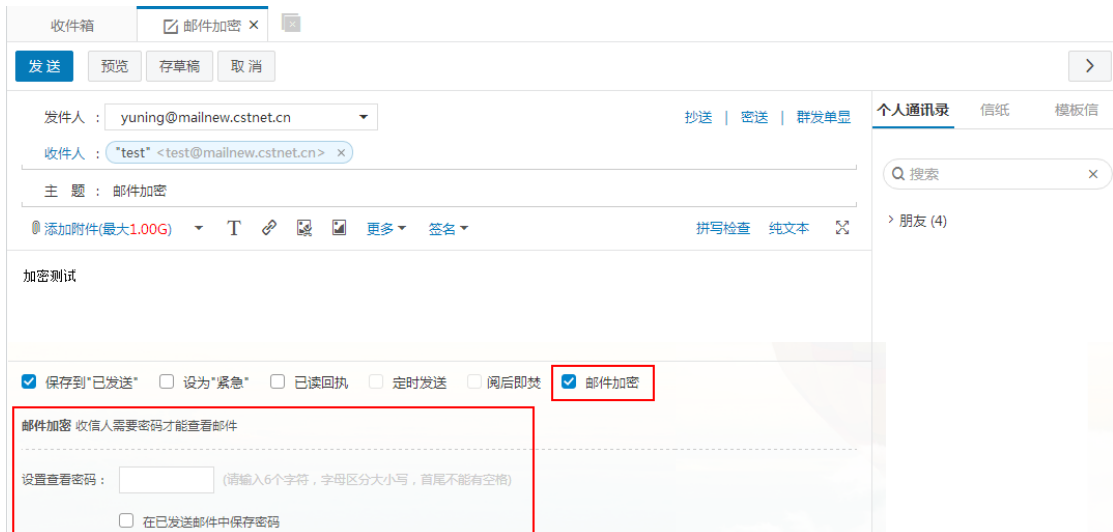 收件箱 邮件加密 ×
发送 预览 存草稿 取消
发件人 : yuning@mailnew.cstnet.cn 抄送 | 密送 | 群发单显
个人通讯录 信纸 模板信
收件人 : "test" <test@mailnew.cstnet.cn> ×
搜索 ×
主 题 : 邮件加密
添加附件(最大1.00G) T 更多 签名 拼写检查 纯文本
朋友 (4)
加密测试
保存到"已发送" 设为"紧急" 已读回执 定时发送 阅后即焚 邮件加密
邮件加密 收信人需要密码才能查看邮件
设置查看密码: (请输入6个字符，字母区分大小写，首尾不能有空格)
在已发送邮件中保存密码